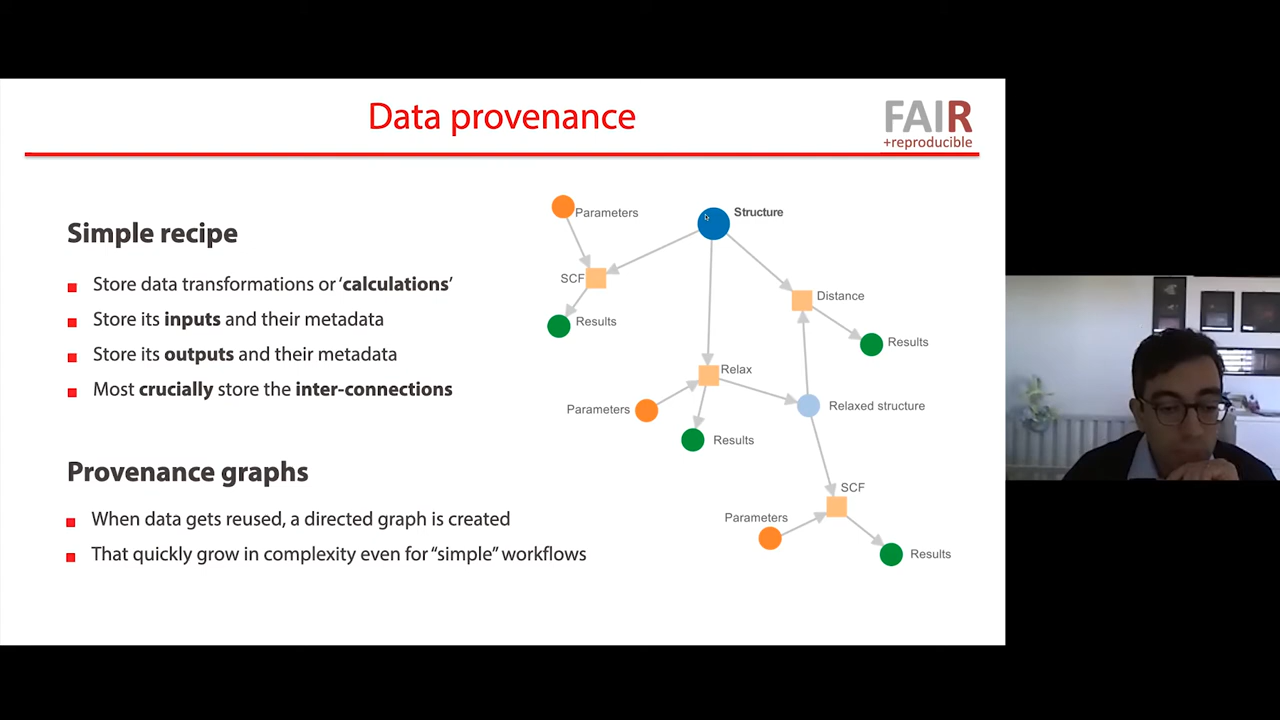 Data provenance
FAIR
+reproducible
Simple recipe
Store data transformations or ‘calculations’
Store its inputs and their metadata
Store its outputs and their metadata
Most crucially store the inter-connections
Provenance graphs
When data gets reused, a directed graph is created
That quickly grow in complexity even for “simple” workflows
Parameters
Structure
SCF
Distance
Results
Results
Relax
Parameters
Relaxed structure
Results
SCF
Parameters
Results